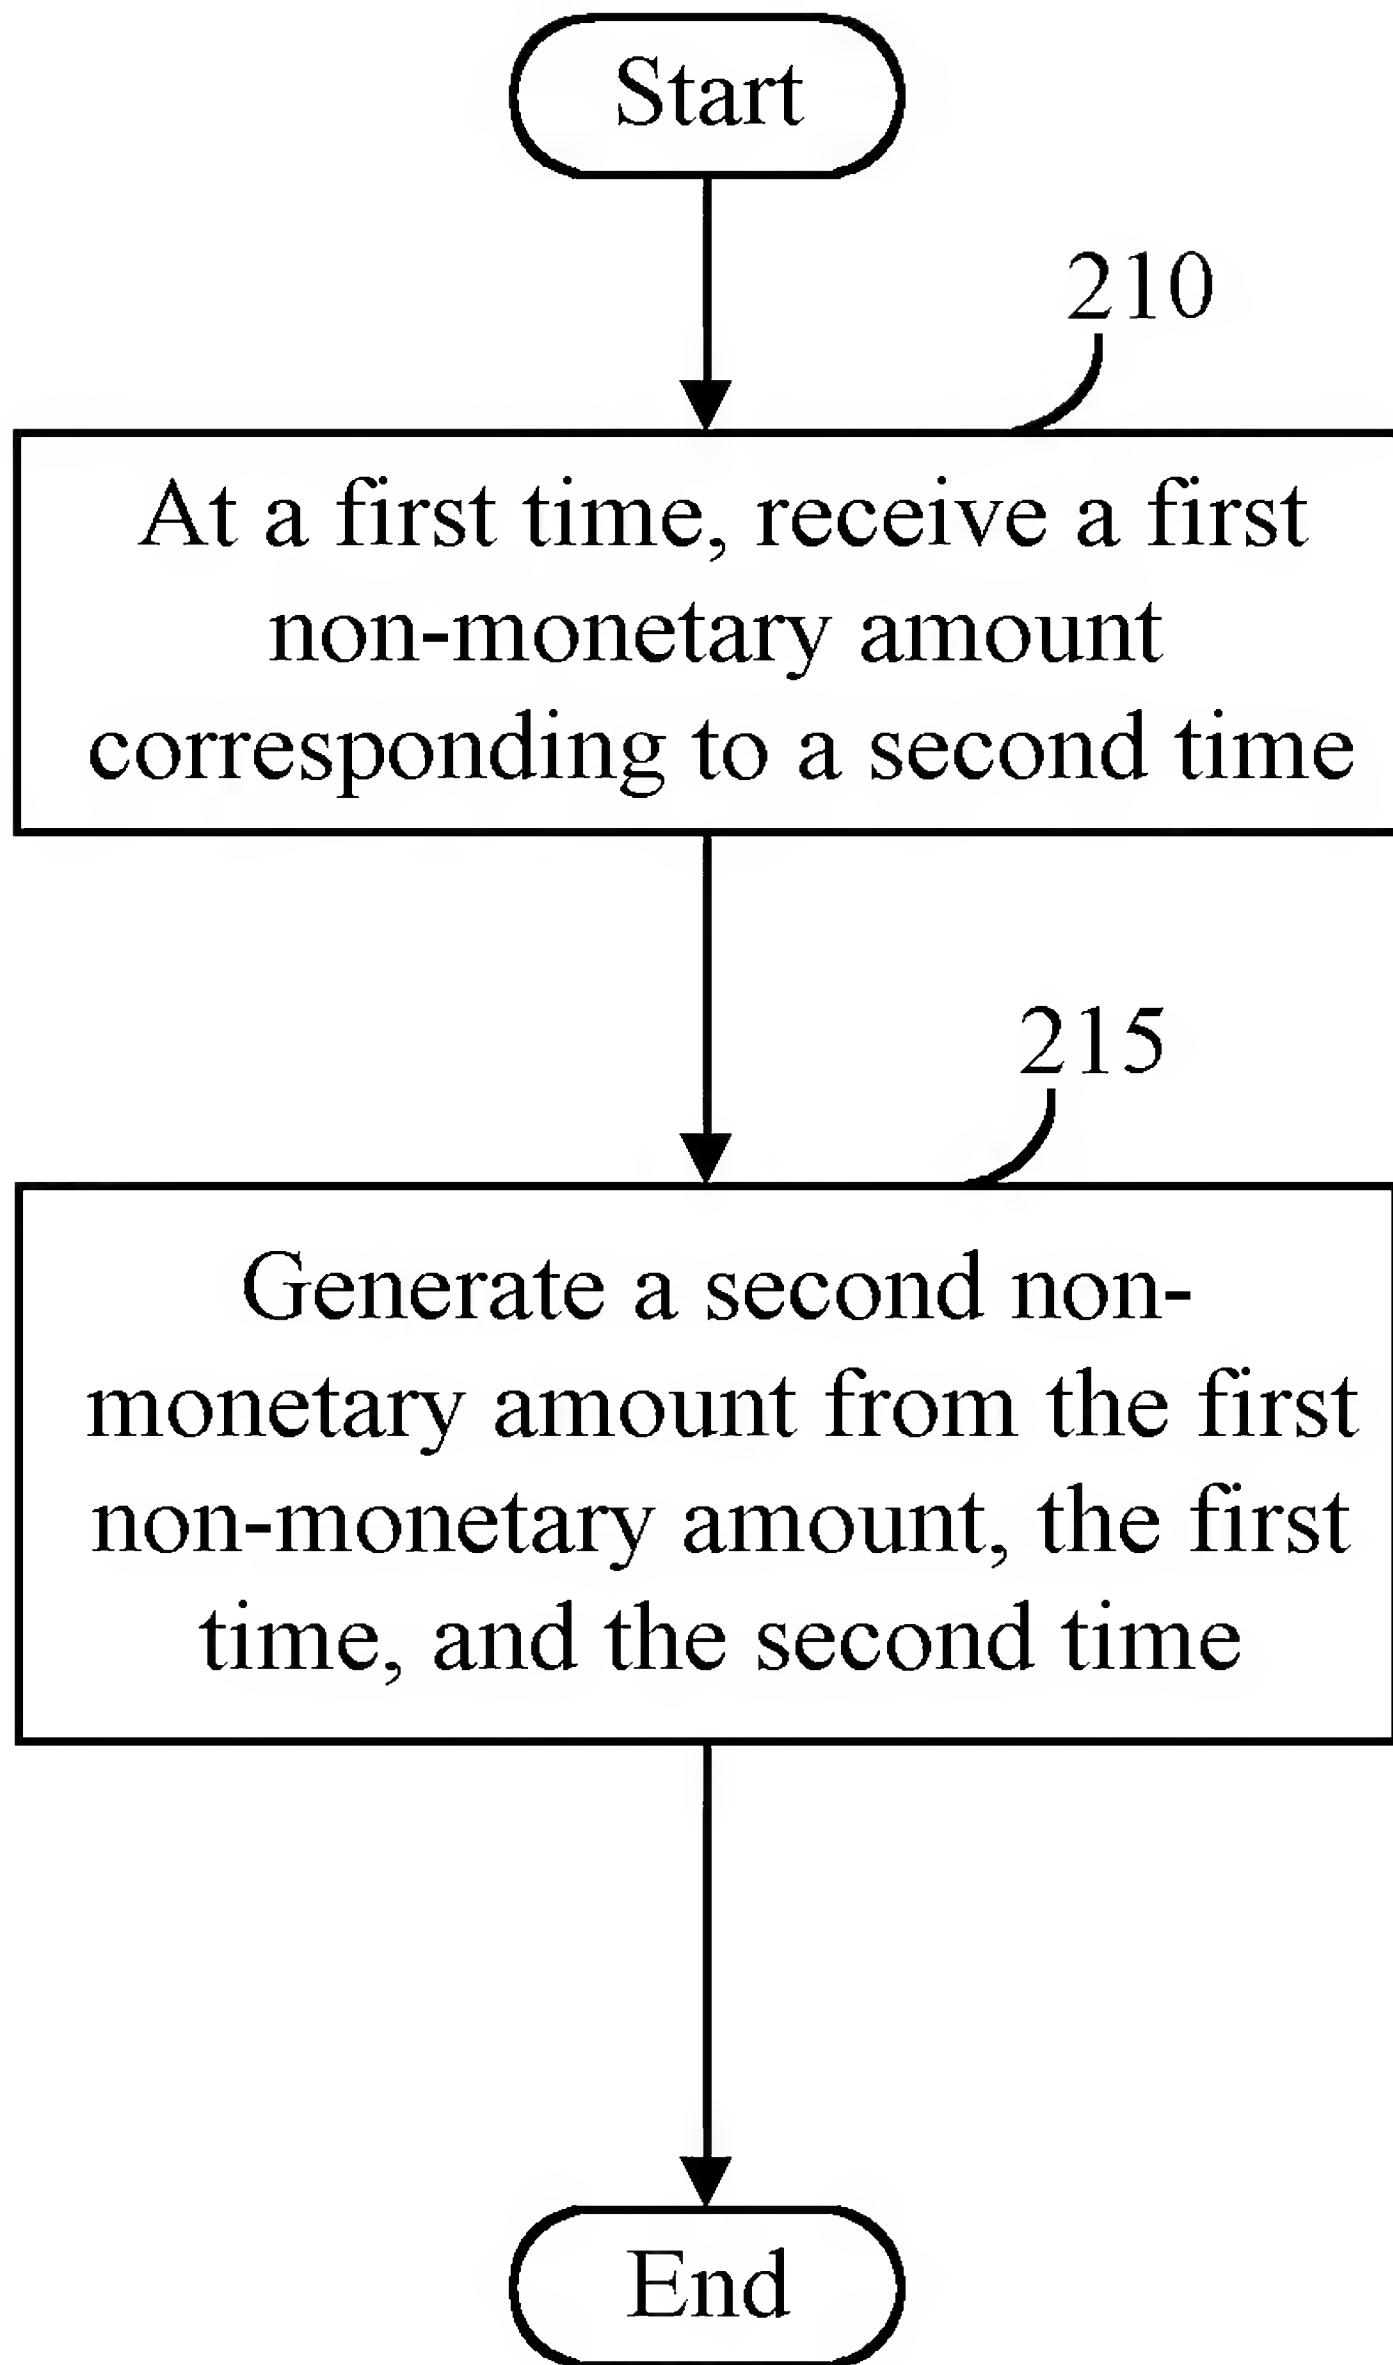 Start
210
At a first time, receive a first
non-monetary amount
corresponding to a second time
215
Generate a second non-
monetary amount from the first
non-monetary amount, the first
time, and the second time
End